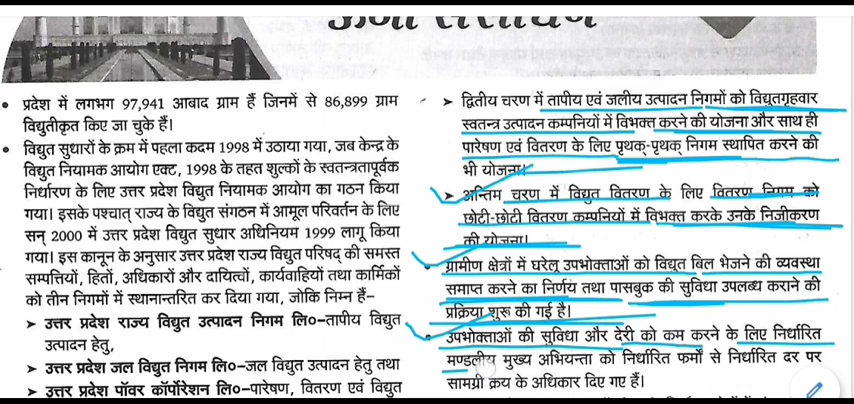 ऊर्जा संसाधन
• प्रदेश में लगभग 97,941 आबाद ग्राम हैं जिनमें से 86,899 ग्राम
विद्युतीकृत किए जा चुके हैं।
• विद्युत सुधारों के क्रम में पहला कदम 1998 में उठाया गया, जब केन्द्र के
विद्युत नियामक आयोग एक्ट, 1998 के तहत शुल्कों के स्वतन्त्रतापूर्वक
निर्धारण के लिए उत्तर प्रदेश विद्युत नियामक आयोग का गठन किया
गया। इसके पश्चात् राज्य के विद्युत संगठन में आमूल परिवर्तन के लिए
सन् 2000 में उत्तर प्रदेश विद्युत सुधार अधिनियम 1999 लागू किया
गया। इस कानून के अनुसार उत्तर प्रदेश राज्य विद्युत परिषद् की समस्त
सम्पत्तियों, हितों, अधिकारों और दायित्वों, कार्यवाहियों तथा कार्मिकों
को तीन निगमों में स्थानान्तरित कर दिया गया, जोकि निम्न हैं–
➤ उत्तर प्रदेश राज्य विद्युत उत्पादन निगम लि०–तापीय विद्युत
उत्पादन हेतु,
➤ उत्तर प्रदेश जल विद्युत निगम लि०–जल विद्युत उत्पादन हेतु तथा
➤ उत्तर प्रदेश पॉवर कॉर्पोरेशन लि०–पारेषण, वितरण एवं विद्युत
➤ द्वितीय चरण में तापीय एवं जलीय उत्पादन निगमों को विद्युतगृहवार
स्वतन्त्र उत्पादन कम्पनियों में विभक्त करने की योजना और साथ ही
पारेषण एवं वितरण के लिए पृथक्-पृथक् निगम स्थापित करने की
भी योजना।
➤ अन्तिम चरण में विद्युत वितरण के लिए वितरण निगम को
छोटी-छोटी वितरण कम्पनियों में विभक्त करके उनके निजीकरण
की योजना।
• ग्रामीण क्षेत्रों में घरेलू उपभोक्ताओं को विद्युत बिल भेजने की व्यवस्था
समाप्त करने का निर्णय तथा पासबुक की सुविधा उपलब्ध कराने की
प्रक्रिया शुरू की गई है।
• उपभोक्ताओं की सुविधा और देरी को कम करने के लिए निर्धारित
मण्डलीय मुख्य अभियन्ता को निर्धारित फर्मों से निर्धारित दर पर
सामग्री क्रय के अधिकार दिए गए हैं।